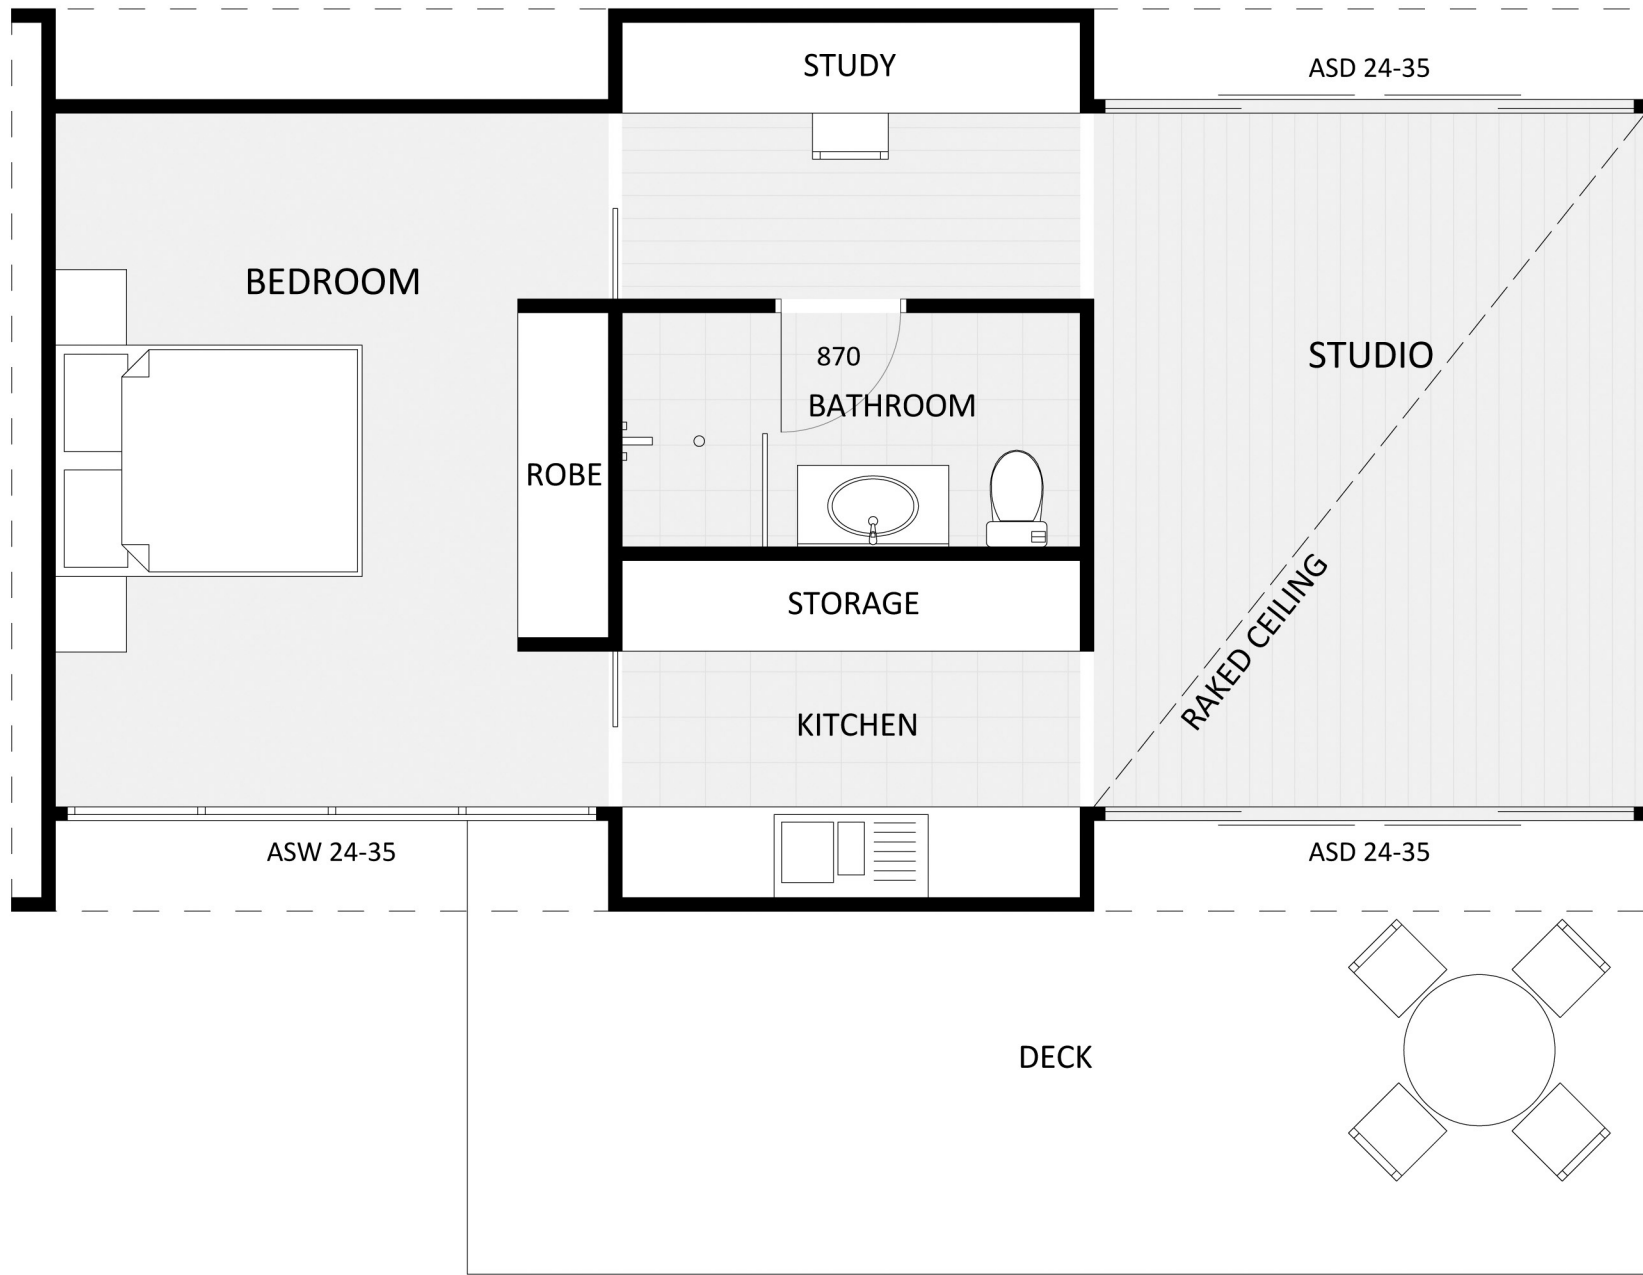 STUDY
ASD 24-35
BEDROOM
STUDIO
870
BATHROOM
ROBE
STORAGE
RAKED CEILING
KITCHEN
ASW 24-35
ASD 24-35
DECK